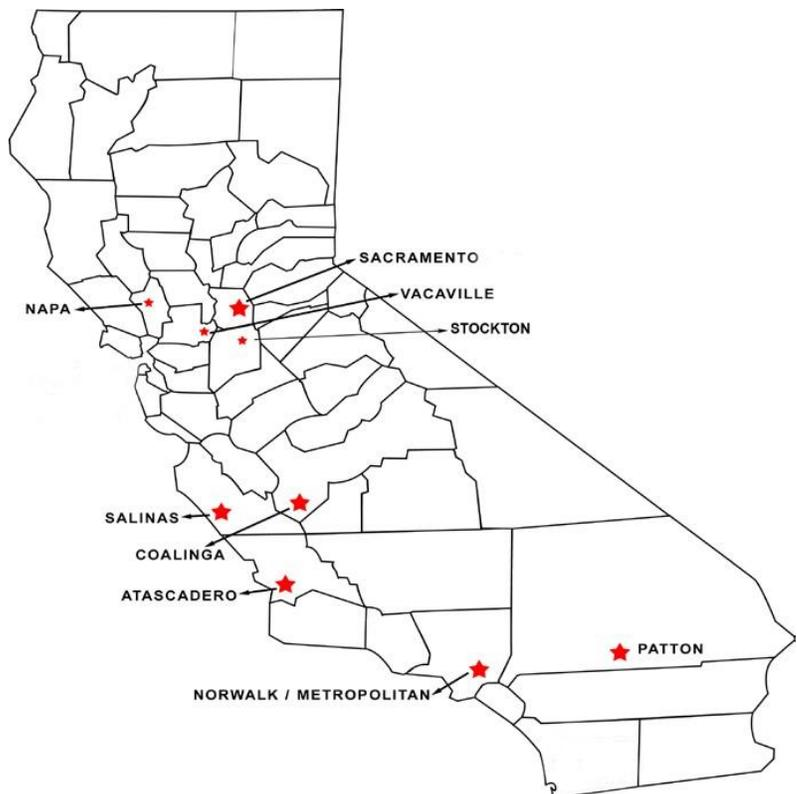 SACRAMENTO
VACAVILLE
NAPA
STOCKTON
SALINAS
COALINGA
ATASCADERO
PATTON
NORWALK / METROPOLITAN